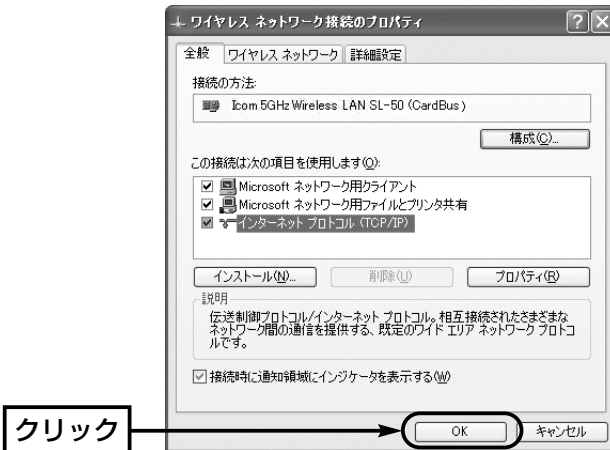 ワイヤレス ネットワーク接続のプロパティ
全般 ワイヤレス ネットワーク 詳細設定
接続の方法:
Icom 5GHz Wireless LAN SL-50 (CardBus)
構成(C)...
この接続は次の項目を使用します(O):
Microsoft ネットワーク用クライアント
Microsoft ネットワーク用ファイルとプリンタ共有
インターネット プロトコル (TCP/IP)
インストール(N)... 削除(U) プロパティ(R)
説明
伝送制御プロトコル/インターネット プロトコル。相互接続されたさまざまな
ネットワーク間の通信を提供する、既定のワイド エリア ネットワーク プロトコ
ルです。
接続時に通知領域にインジケータを表示する(W)
クリック
OK キャンセル